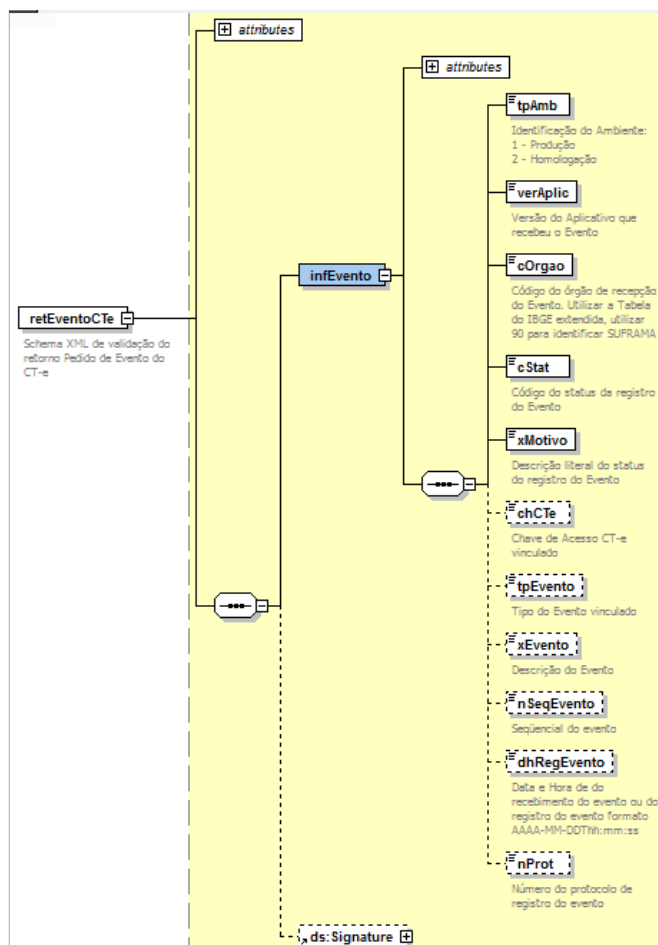 attributes
attributes
tpAmb
Identificação do Ambiente:
1 - Produção
2 - Homologação
verAplic
Versão do Aplicativo que
recebeu o Evento
cOrgao
Código do órgão de recepção
do Evento. Utilizar a Tabela
do IBGE extendida, utilizar
90 para identificar SUFRAMA
infEvento
retEventoCTe
Schema XML de validação do
retorno Pedido de Evento do
CT-e
cStat
Código do status da registro
do Evento
xMotivo
Descrição literal do status
do registro do Evento
chCTe
Chave de Acesso CT-e
vinculado
tpEvento
Tipo do Evento vinculado
xEvento
Descrição do Evento
nSeqEvento
Seqüencial do evento
dhRegEvento
Data e Hora de do
recebimento do evento ou do
registro do evento formato
AAAA-MM-DDThh:mm:ss
nProt
Número do protocolo de
registro do evento
ds:Signature